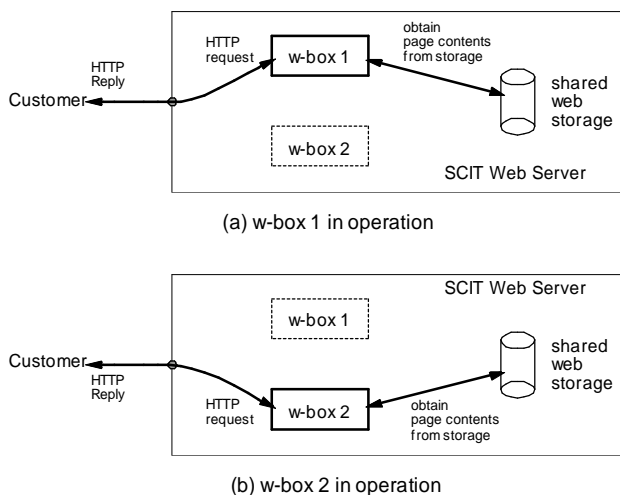 HTTP
Reply
Customer
HTTP
request
w-box 1
obtain
page contents
from storage
shared
web
storage
w-box 2
SCIT Web Server
(a) w-box 1 in operation
SCIT Web Server
w-box 1
Customer
HTTP
Reply
HTTP
request
w-box 2
obtain
page contents
from storage
shared
web
storage
(b) w-box 2 in operation